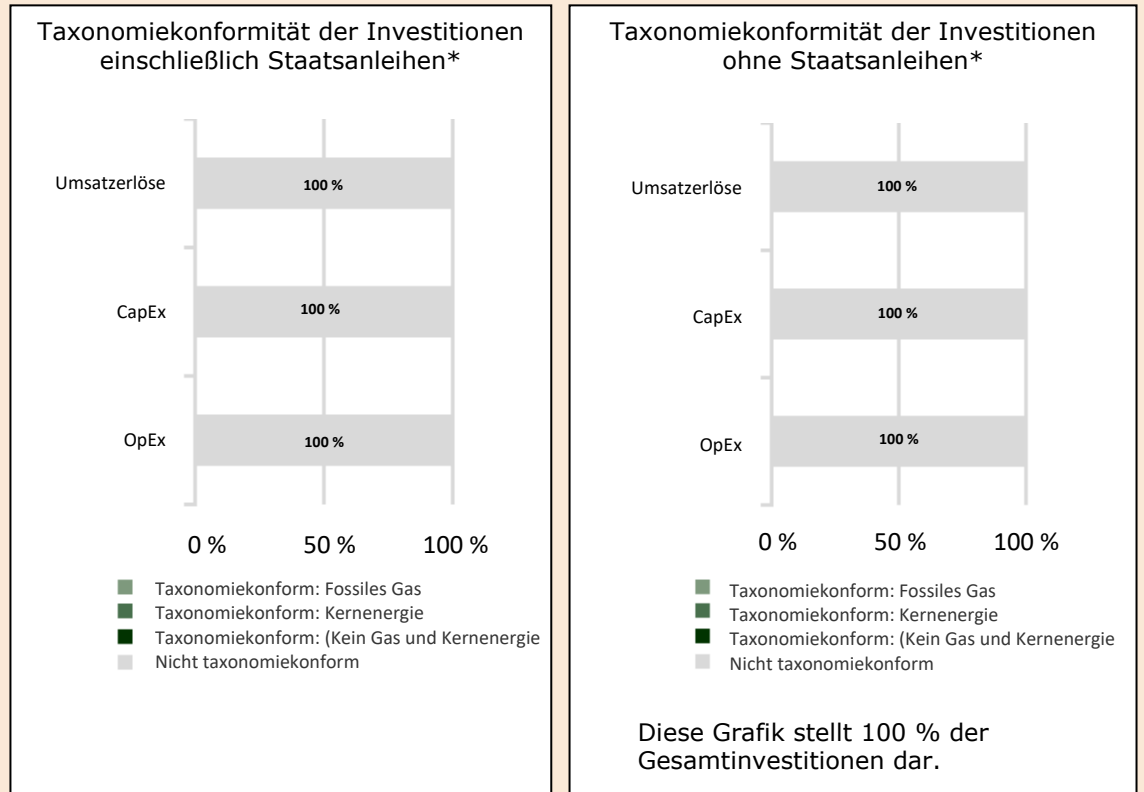 Taxonomiekonformität der Investitionen
einschließlich Staatsanleihen*
Umsatzerlöse
100 %
CapEx
100 %
OpEx
100 %
0 %
50 %
100 %
Taxonomiekonform: Fossiles Gas
Taxonomiekonform: Kernenergie
Taxonomiekonform: (Kein Gas und Kernenergie
Nicht taxonomiekonform
Taxonomiekonformität der Investitionen
ohne Staatsanleihen*
Umsatzerlöse
100 %
CapEx
100 %
OpEx
100 %
0 %
50 %
100 %
Taxonomiekonform: Fossiles Gas
Taxonomiekonform: Kernenergie
Taxonomiekonform: (Kein Gas und Kernenergie
Nicht taxonomiekonform
Diese Grafik stellt 100 % der
Gesamtinvestitionen dar.